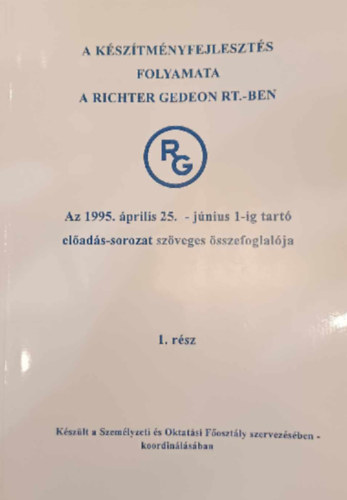 A KÉSZÍTMÉNYFEJLESZTÉS
FOLYAMATA
A RICHTER GEDEON RT.-BEN
RG
Az 1995. április 25. - június 1-ig tartó
előadás-sorozat szöveges összefoglalója
1. rész
Készült a Személyzeti és Oktatási Főosztály szervezésében -
koordinálásában